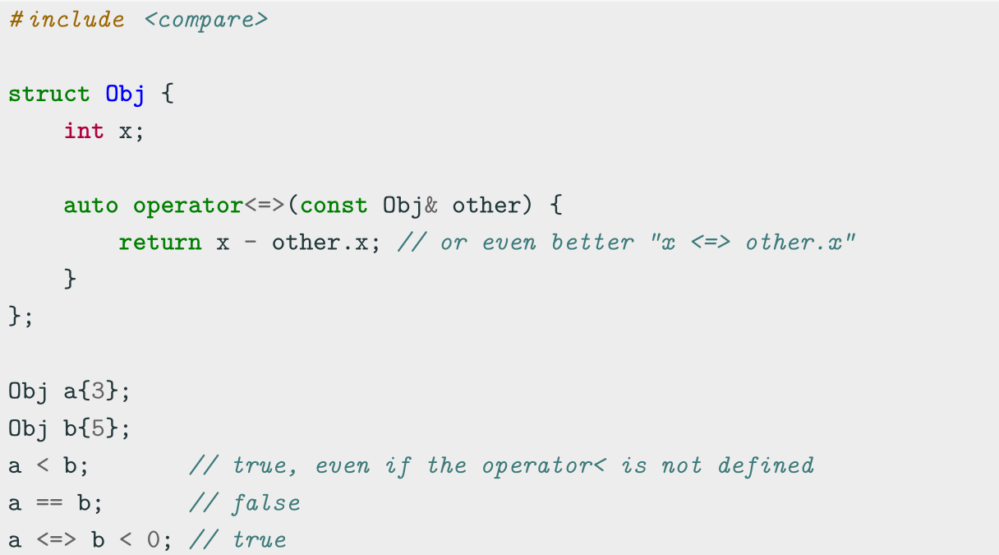 #include <compare>
struct Obj {
    int x;
    auto operator<=>(const Obj& other) {
        return x - other.x; // or even better "x <=> other.x"
    }
};
Obj a{3};
Obj b{5};
a < b;       // true, even if the operator< is not defined
a == b;      // false
a <=> b < 0; // true